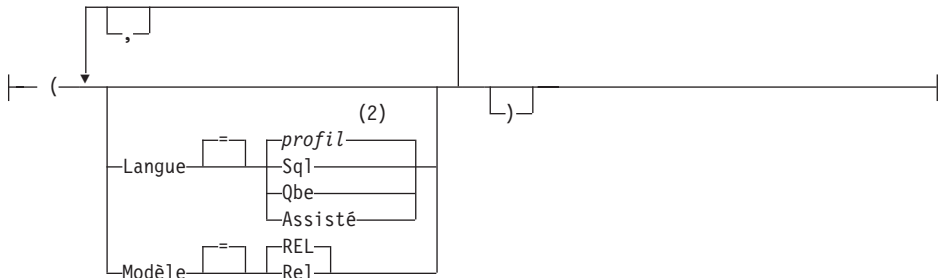 ,
(
)
(2)
= profil
Langue Sql
Qbe
Assisté
= REL
Modèle Rel